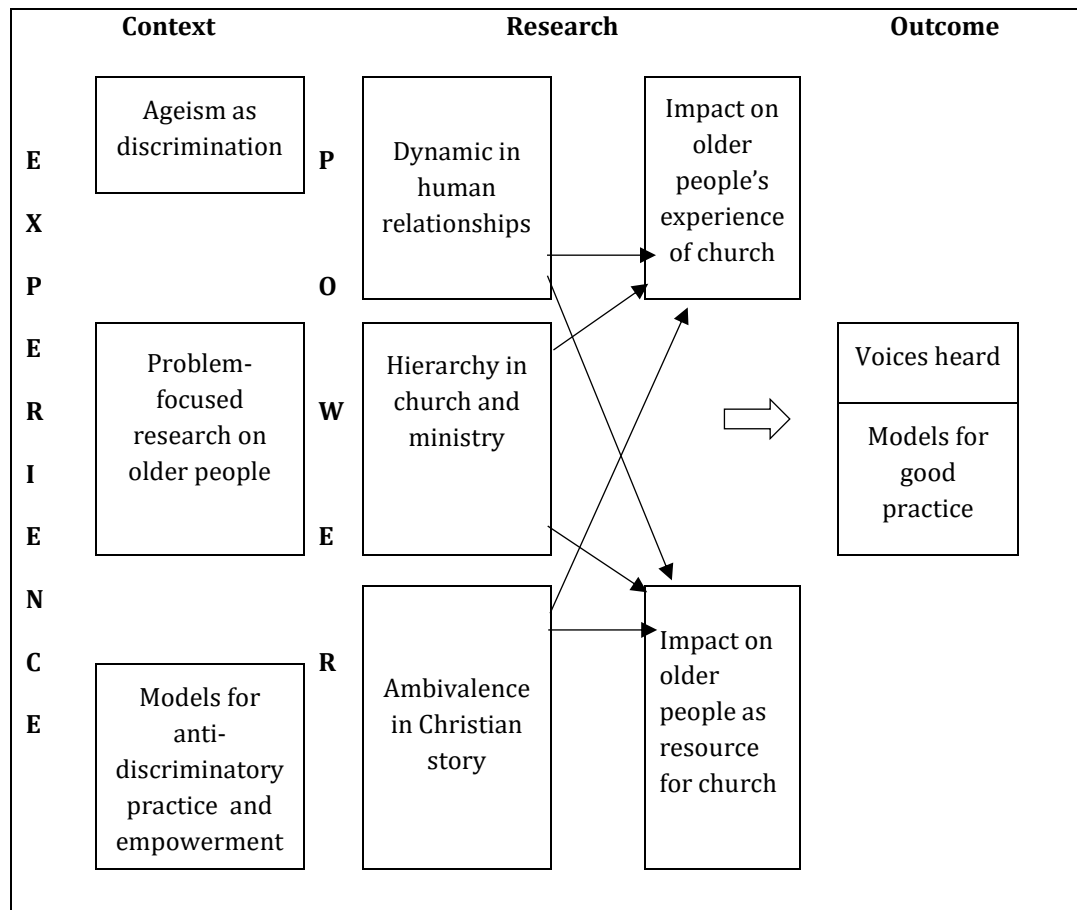 Context
Research
Outcome
EXPERIENCE
Ageism as
discrimination
Problem-
focused
research on
older people
Models for
anti-
discriminatory
practice and
empowerment
POWER
Dynamic in
human
relationships
Hierarchy in
church and
ministry
Ambivalence
in Christian
story
Impact on
older
people’s
experience
of church
Impact on
older
people as
resource
for church
Voices heard
Models for
good
practice